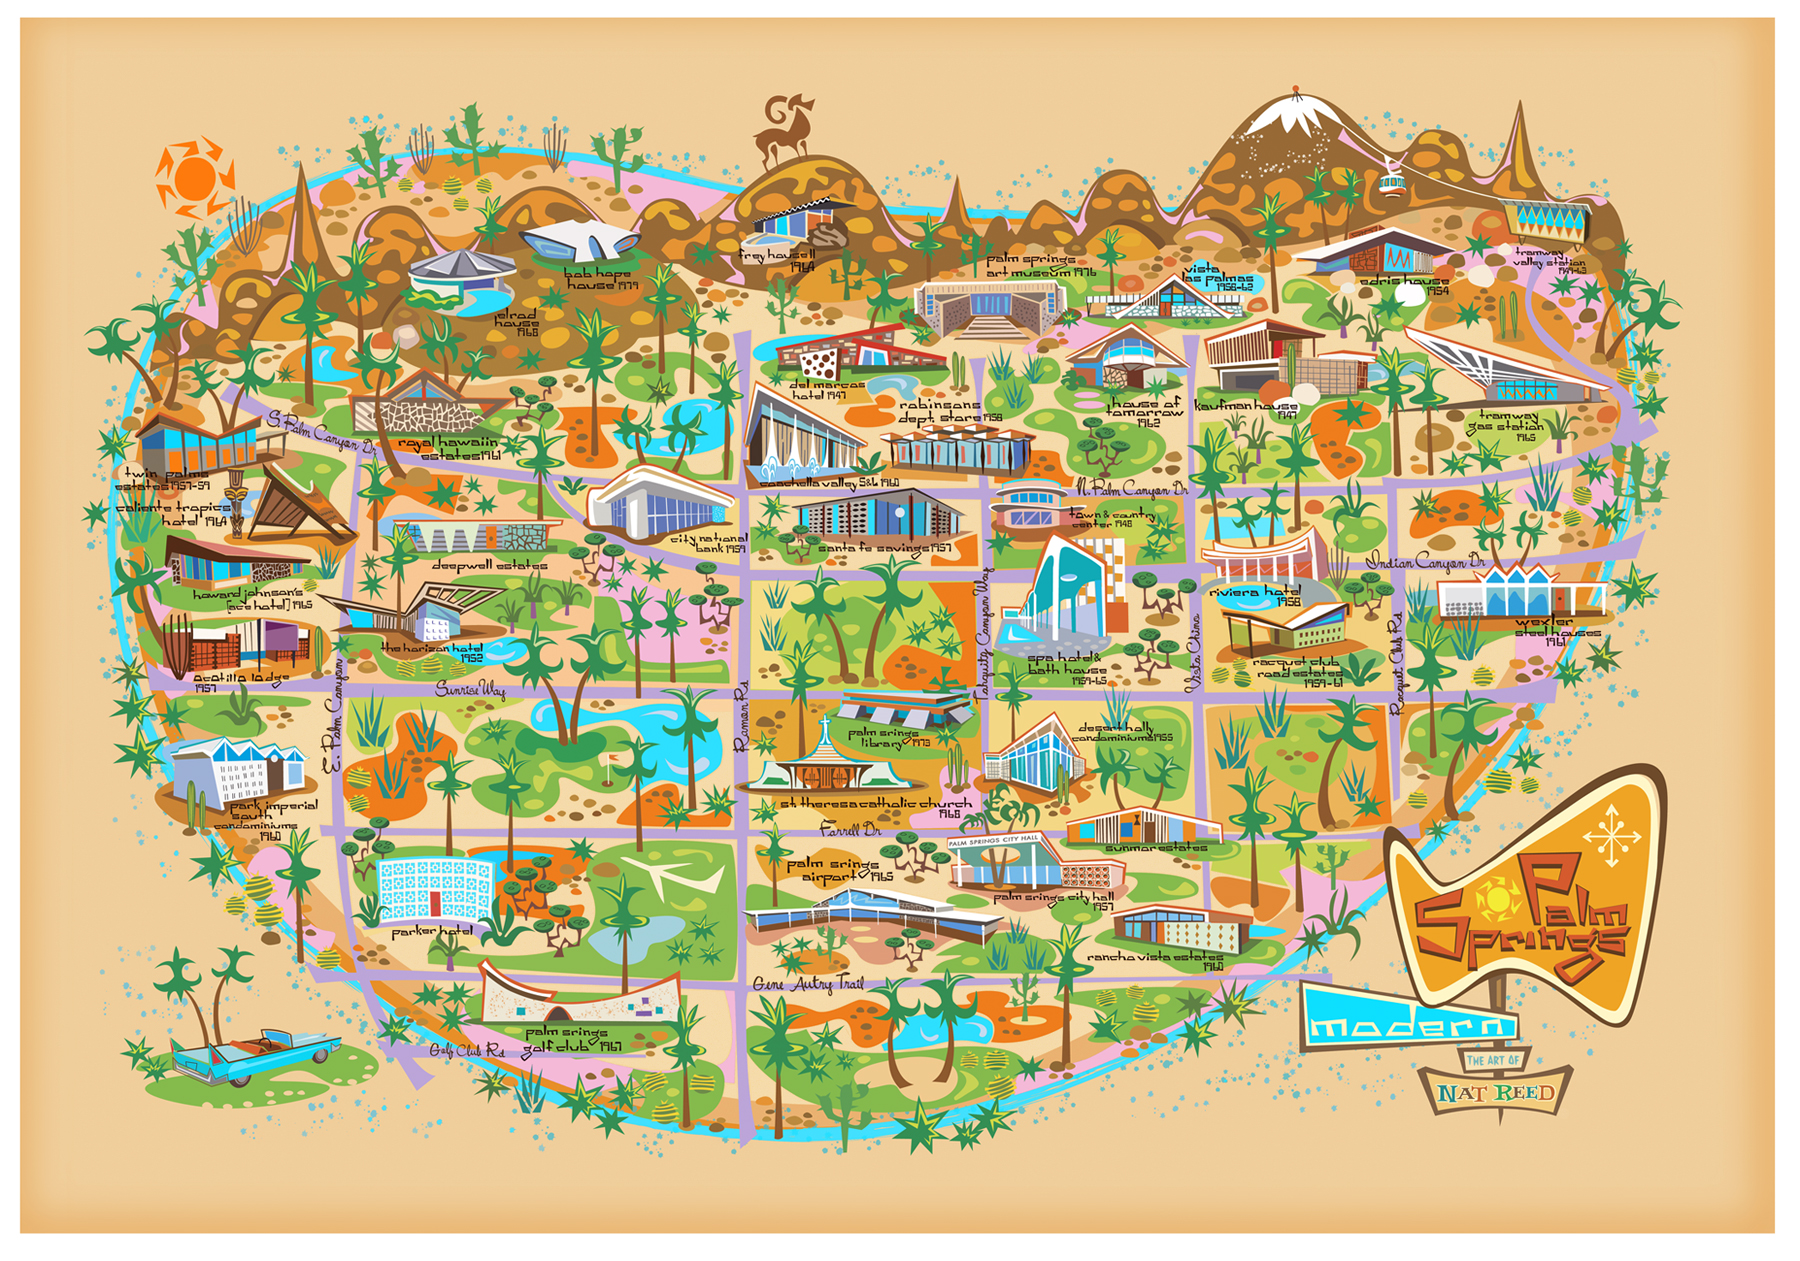 frey house II
1964
bob hope
house 1979
elrod
house
1968
palm springs
art museum 1976
vista
las palmas
1956-62
edris house
1954
tramway
valley station
1949-63
del marcos
hotel 1947
robinsons
dept. store 1958
house of
tomorrow
1962
kaufman house
1947
tramway
gas station
1965
S. Palm Canyon Dr
royal hawaiin
estates 1961
twin palms
estates 1957-59
caliente tropics
hotel 1964
coachella valley S&L 1960
N. Palm Canyon Dr
town & country
center 1948
city national
bank 1959
santa fe savings 1957
deepwell estates
Indian Canyon Dr
howard johnson's
[ace hotel] 1965
riviera hotel
1958
wexler
steel houses
1961
the horizon hotel
1952
spa hotel &
bath house
1959-65
racquet club
road estates
1959-61
ocotillo lodge
1957
Sunrise Way
E. Palm Canyon
Ramon Rd
Tahquitz Canyon Way
Vista Chino
Racquet Club Rd
palm srings
library 1973
desert holly
condominiums 1955
park imperial
south
condominiums
1960
st. theresa catholic church
1968
Farrell Dr
PALM SPRINGS CITY HALL
sunmor estates
palm srings
airport 1965
palm srings city hall
1957
parker hotel
rancho vista estates
1960
Gene Autry Trail
palm srings
golf club 1967
Golf Club Rd
Palm
Springs
modern
THE ART OF
NAT REED